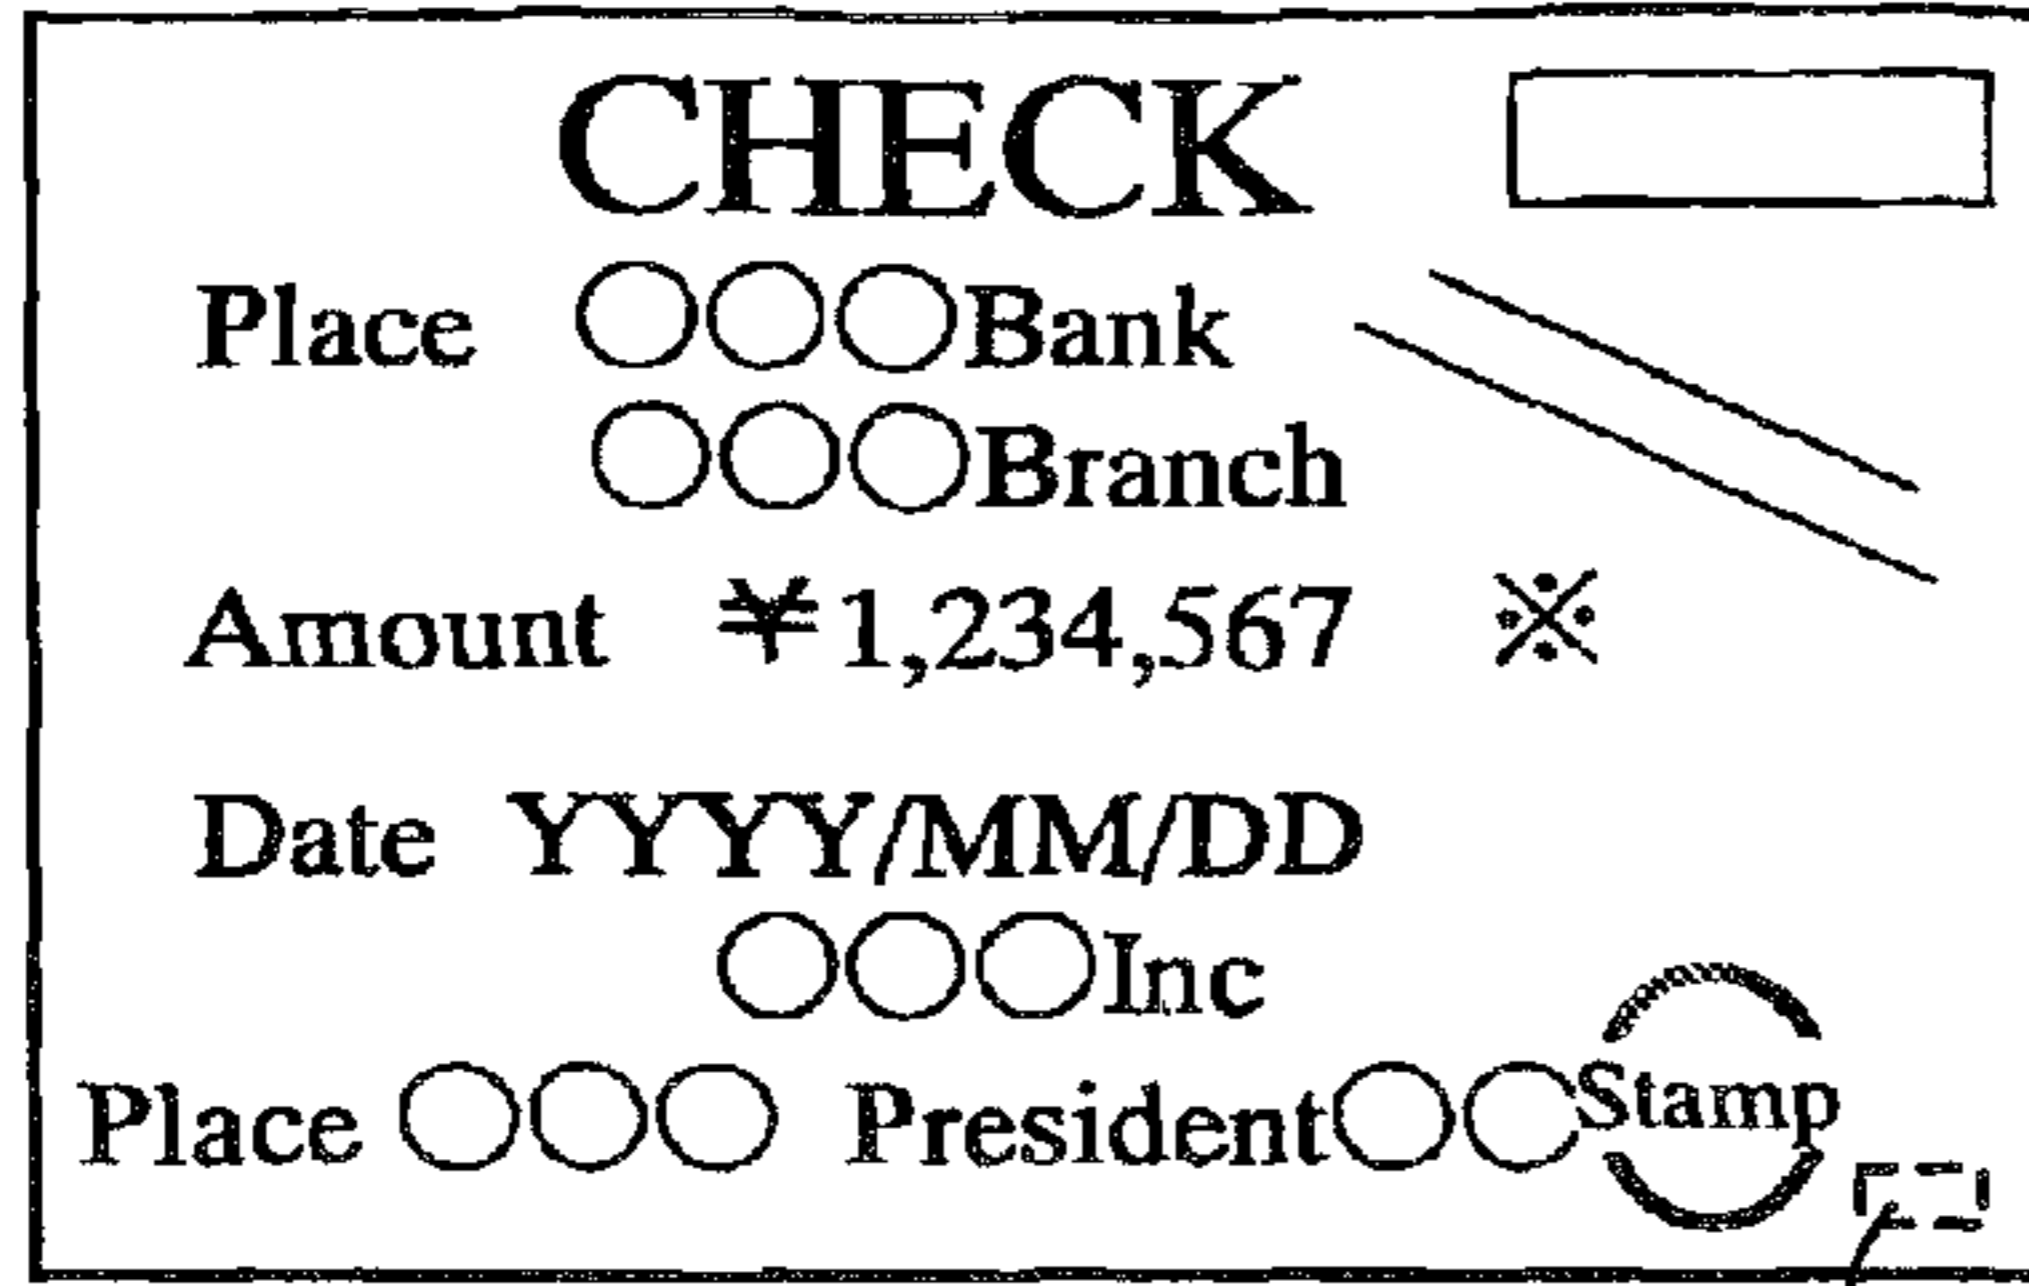 CHECK
Place ○○○Bank
○○○Branch
Amount ¥1,234,567 ※
Date YYYY/MM/DD
○○○Inc
Place ○○○ President○○ Stamp